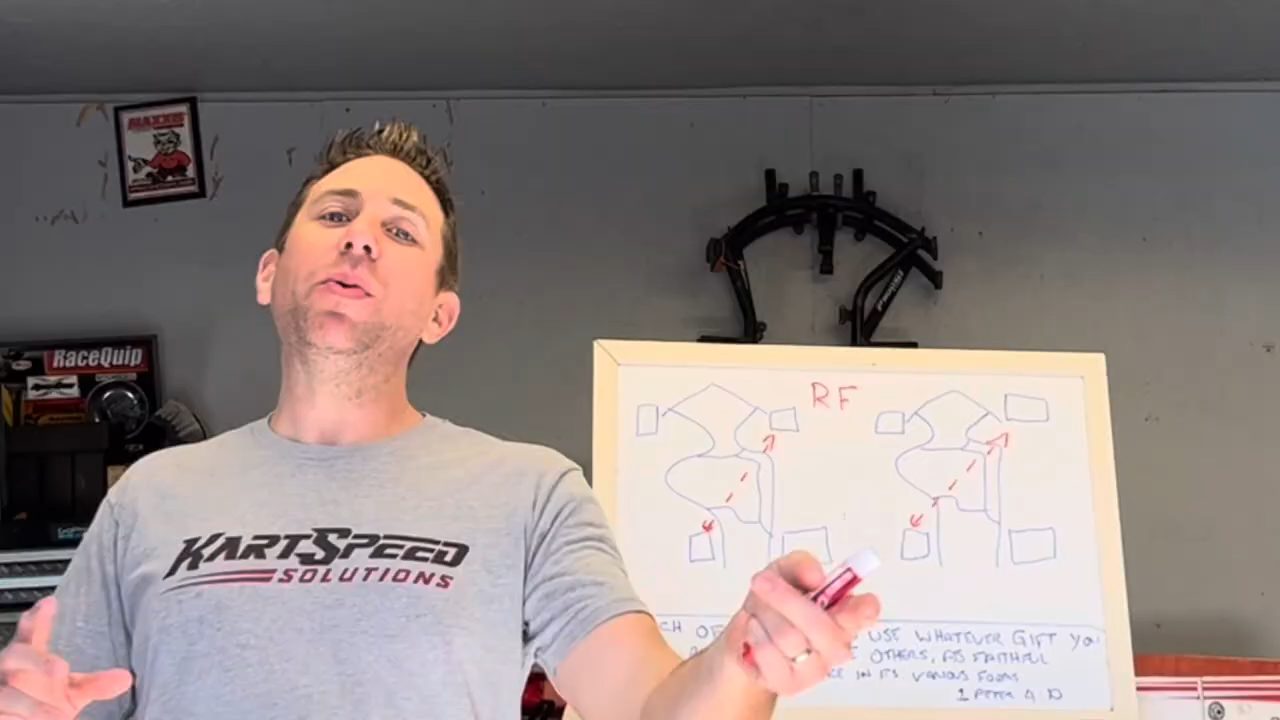 MAXXIS
RaceQuip
RF
KARTSPEED
SOLUTIONS
USE WHATEVER GIFT YOU
OTHERS, AS FAITHFUL
IN ITS VARIOUS FORMS
1 PETER 4 10